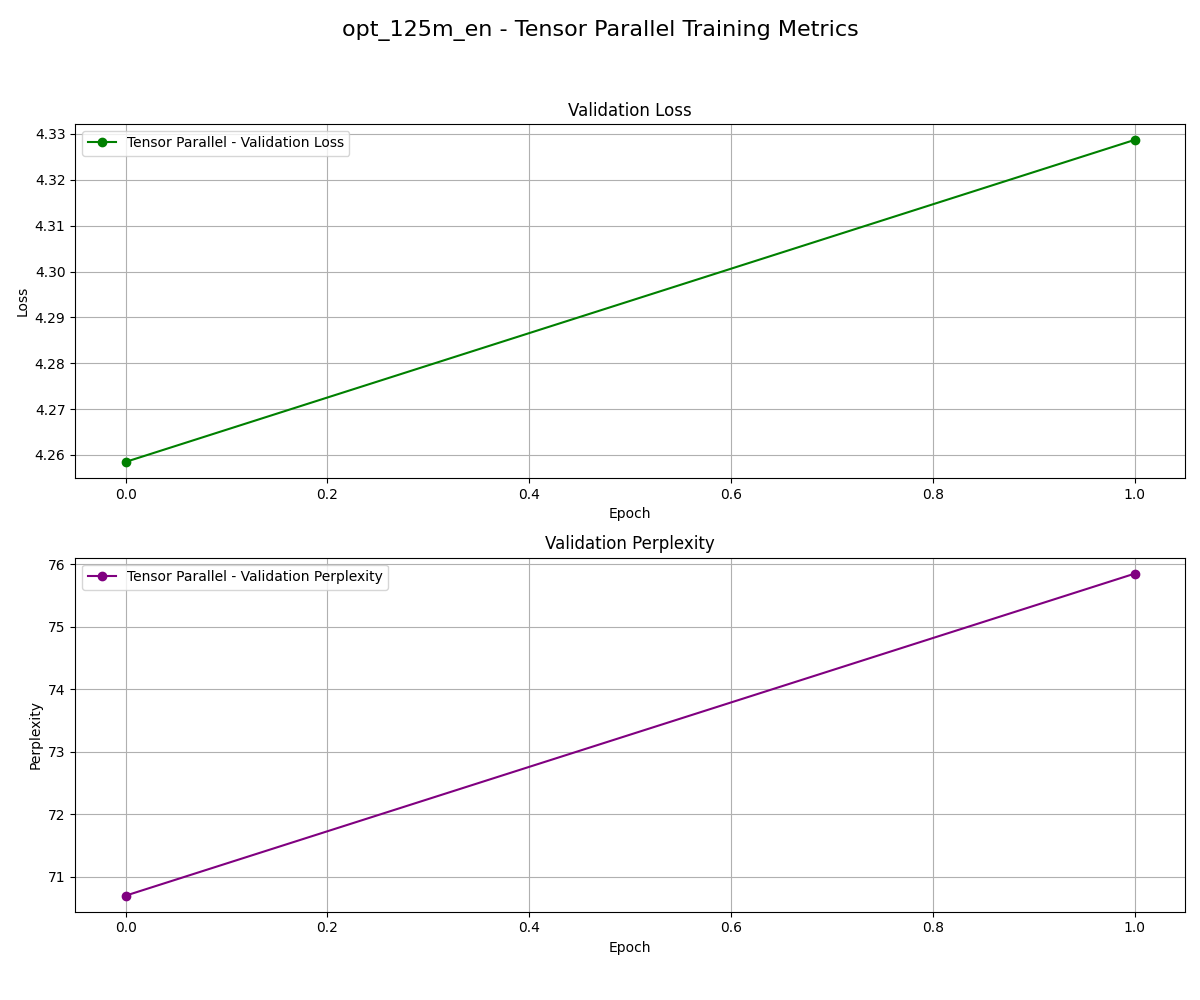 opt_125m_en - Tensor Parallel Training Metrics
Validation Loss
Tensor Parallel - Validation Loss
4.33
4.32
4.31
4.30
4.29
4.28
4.27
4.26
Loss
0.0 0.2 0.4 0.6 0.8 1.0
Epoch
Validation Perplexity
Tensor Parallel - Validation Perplexity
76
75
74
73
72
71
Perplexity
0.0 0.2 0.4 0.6 0.8 1.0
Epoch